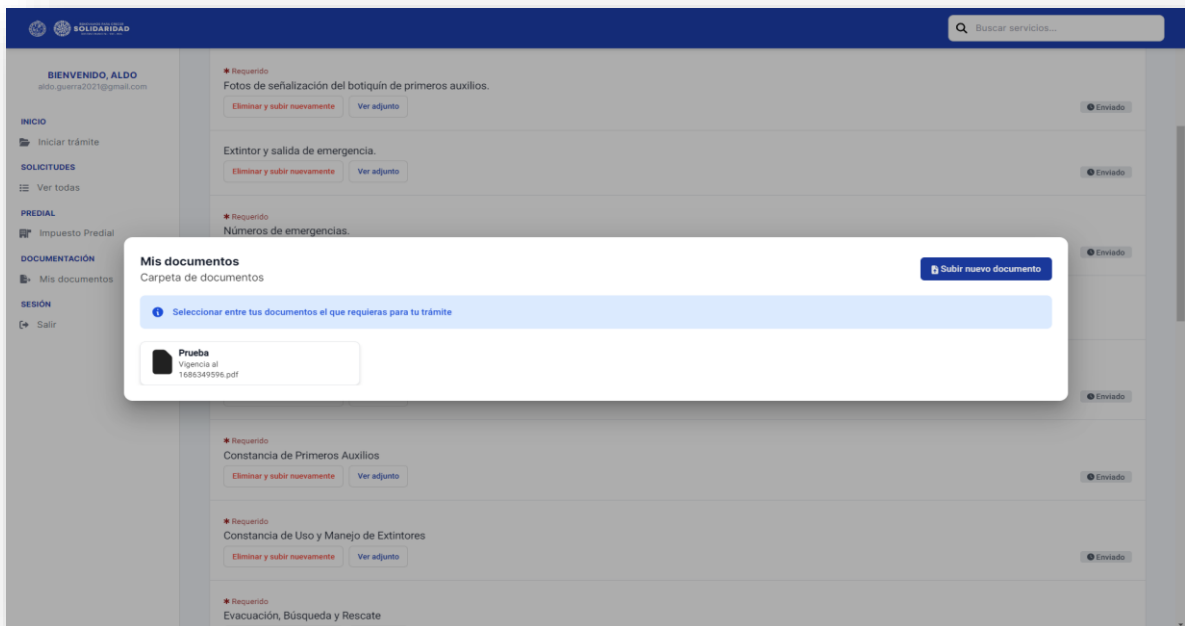 SOLIDARIDAD
Buscar servicios...
BIENVENIDO, ALDO
aldo.guerra2021@gmail.com
INICIO
Iniciar trámite
SOLICITUDES
Ver todas
PREDIAL
Impuesto Predial
DOCUMENTACIÓN
Mis documentos
SESIÓN
Salir
✱ Requerido
Fotos de señalización del botiquín de primeros auxilios.
Eliminar y subir nuevamente Ver adjunto
Enviado
Extintor y salida de emergencia.
Eliminar y subir nuevamente Ver adjunto
Enviado
✱ Requerido
Números de emergencias.
Enviado
Mis documentos
Carpeta de documentos
Subir nuevo documento
Seleccionar entre tus documentos el que requieras para tu trámite
Prueba
Vigencia al
1686349596.pdf
Enviado
✱ Requerido
Constancia de Primeros Auxilios
Eliminar y subir nuevamente Ver adjunto
Enviado
✱ Requerido
Constancia de Uso y Manejo de Extintores
Eliminar y subir nuevamente Ver adjunto
Enviado
✱ Requerido
Evacuación, Búsqueda y Rescate